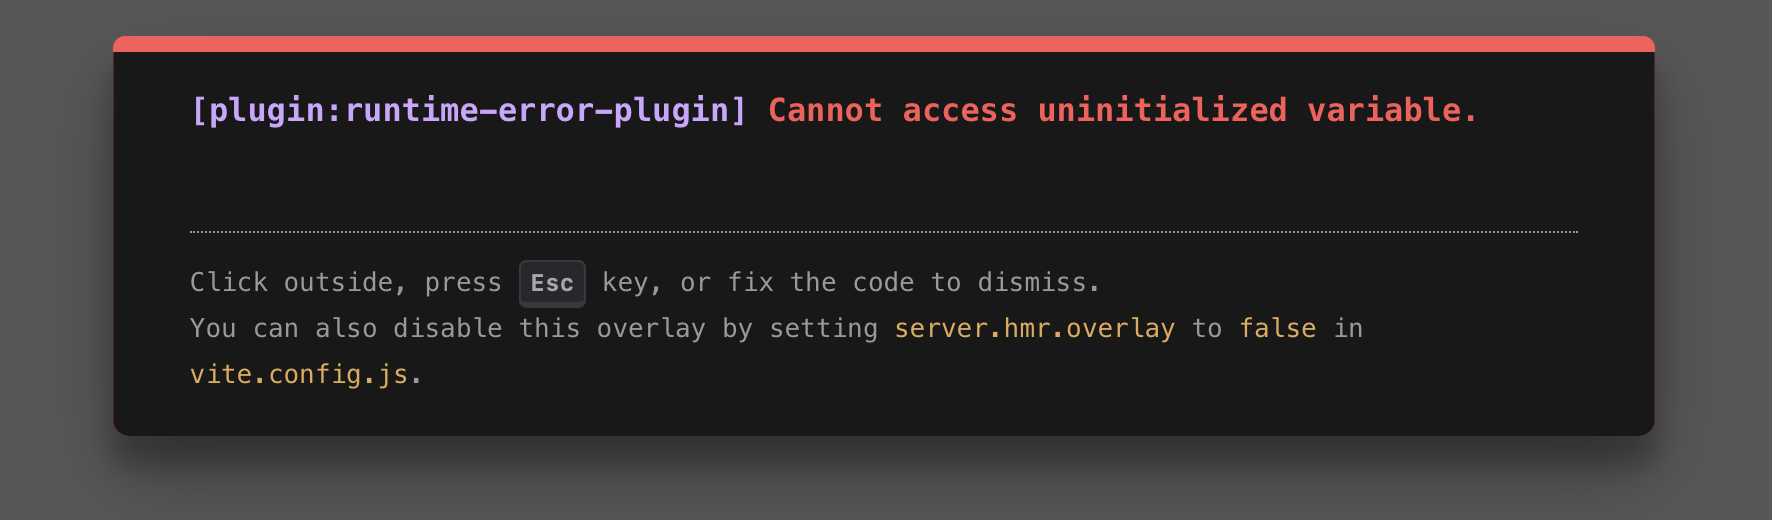 [plugin:runtime-error-plugin] Cannot access uninitialized variable.
Click outside, press Esc key, or fix the code to dismiss.
You can also disable this overlay by setting server.hmr.overlay to false in
vite.config.js.